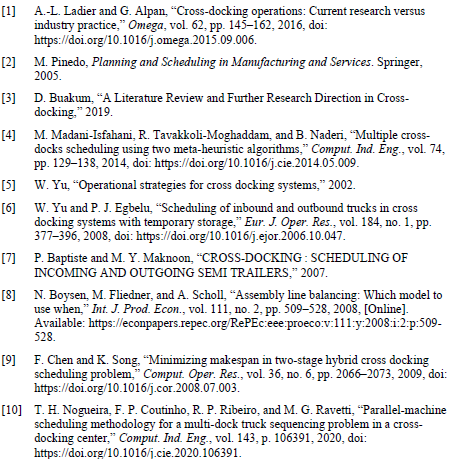 [1] A.-L. Ladier and G. Alpan, “Cross-docking operations: Current research versus
industry practice,” Omega, vol. 62, pp. 145–162, 2016, doi:
https://doi.org/10.1016/j.omega.2015.09.006.
[2] M. Pinedo, Planning and Scheduling in Manufacturing and Services. Springer,
2005.
[3] D. Buakum, “A Literature Review and Further Research Direction in Cross-
docking,” 2019.
[4] M. Madani-Isfahani, R. Tavakkoli-Moghaddam, and B. Naderi, “Multiple cross-
docks scheduling using two meta-heuristic algorithms,” Comput. Ind. Eng., vol. 74,
pp. 129–138, 2014, doi: https://doi.org/10.1016/j.cie.2014.05.009.
[5] W. Yu, “Operational strategies for cross docking systems,” 2002.
[6] W. Yu and P. J. Egbelu, “Scheduling of inbound and outbound trucks in cross
docking systems with temporary storage,” Eur. J. Oper. Res., vol. 184, no. 1, pp.
377–396, 2008, doi: https://doi.org/10.1016/j.ejor.2006.10.047.
[7] P. Baptiste and M. Y. Maknoon, “CROSS-DOCKING : SCHEDULING OF
INCOMING AND OUTGOING SEMI TRAILERS,” 2007.
[8] N. Boysen, M. Fliedner, and A. Scholl, “Assembly line balancing: Which model to
use when,” Int. J. Prod. Econ., vol. 111, no. 2, pp. 509–528, 2008, [Online].
Available: https://econpapers.repec.org/RePEc:eee:proeco:v:111:y:2008:i:2:p:509-
528.
[9] F. Chen and K. Song, “Minimizing makespan in two-stage hybrid cross docking
scheduling problem,” Comput. Oper. Res., vol. 36, no. 6, pp. 2066–2073, 2009, doi:
https://doi.org/10.1016/j.cor.2008.07.003.
[10] T. H. Nogueira, F. P. Coutinho, R. P. Ribeiro, and M. G. Ravetti, “Parallel-machine
scheduling methodology for a multi-dock truck sequencing problem in a cross-
docking center,” Comput. Ind. Eng., vol. 143, p. 106391, 2020, doi:
https://doi.org/10.1016/j.cie.2020.106391.